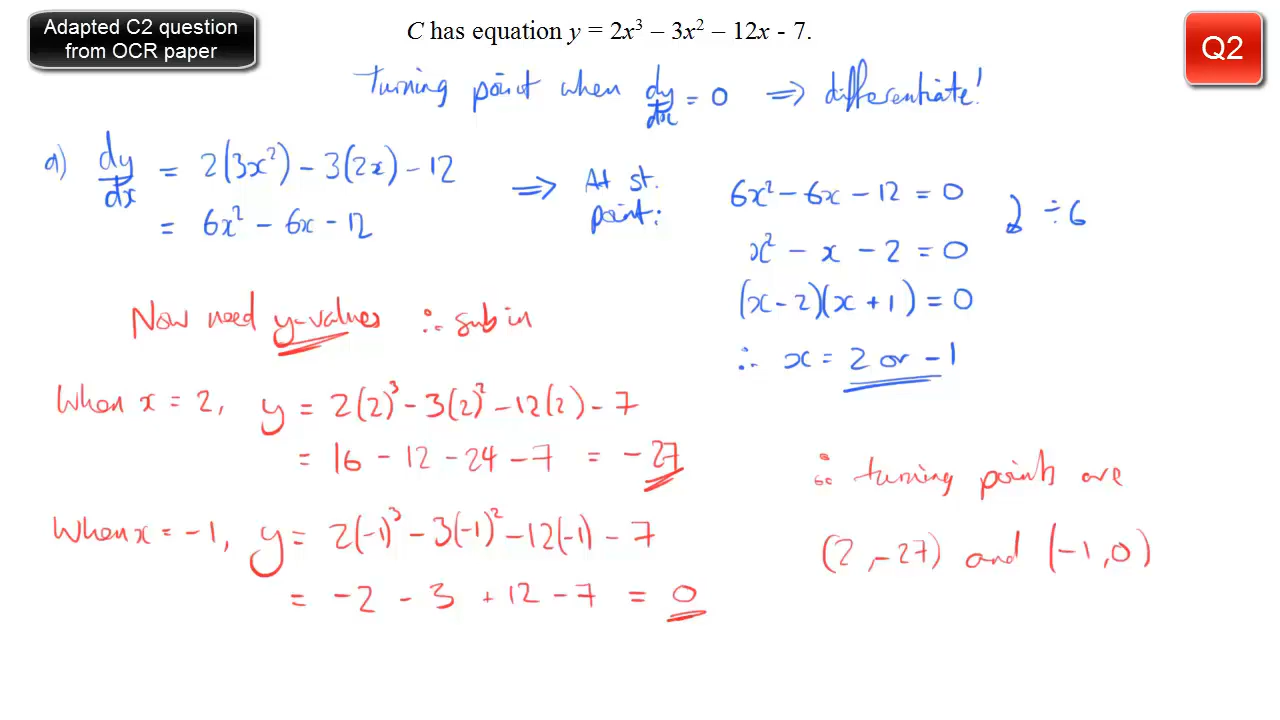 Adapted C2 question
from OCR paper
C has equation y = 2x³ – 3x² – 12x - 7.
Q2
Turning point when dy/dx = 0 ⇒ differentiate!
a) dy/dx = 2(3x²) - 3(2x) - 12
= 6x² - 6x - 12
⇒ At st.
point:
6x² - 6x - 12 = 0
÷ 6
x² - x - 2 = 0
(x - 2)(x + 1) = 0
∴ x = 2 or -1
Now need y-values ∴ sub in
When x = 2, y = 2(2)³ - 3(2)² - 12(2) - 7
= 16 - 12 - 24 - 7 = -27
When x = -1, y = 2(-1)³ - 3(-1)² - 12(-1) - 7
= -2 - 3 + 12 - 7 = 0
∴ turning points are
(2, -27) and (-1, 0)